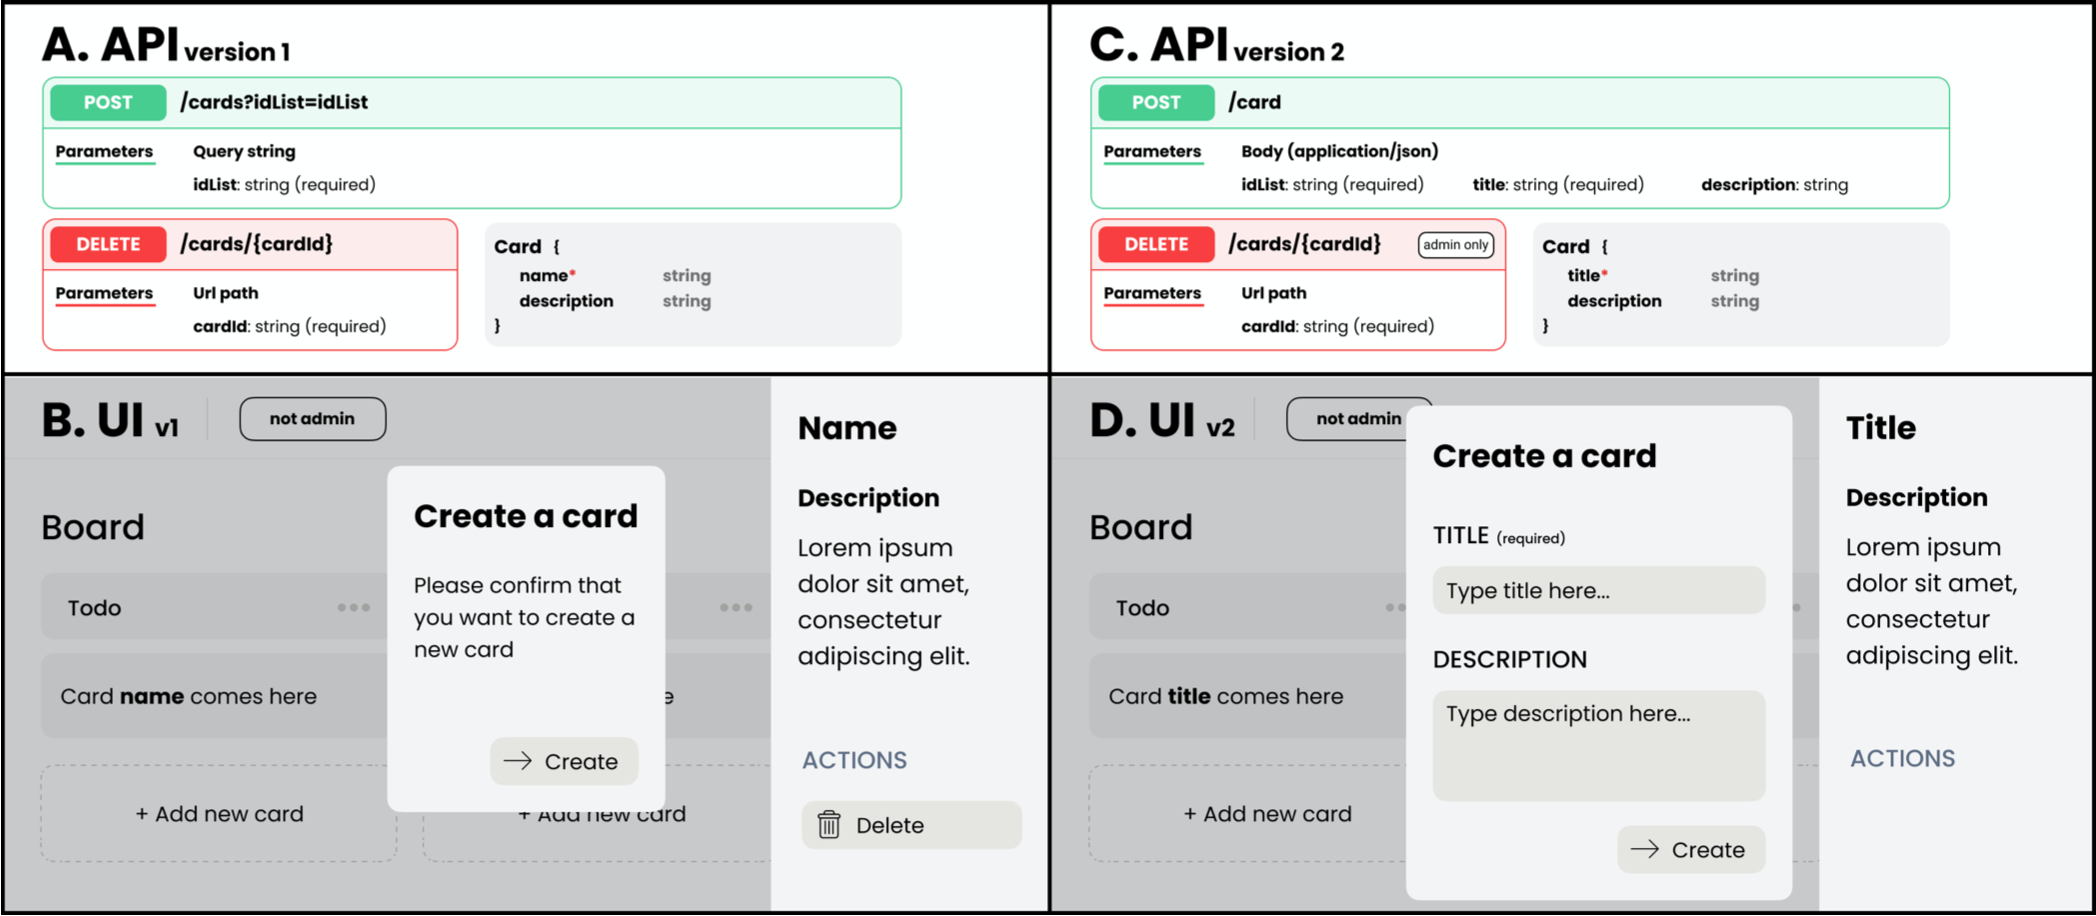 A. API version 1
POST /cards?idList=idList
Parameters Query string
idList: string (required)
DELETE /cards/{cardId}
Parameters Url path
cardId: string (required)
Card {
name* string
description string
}
C. API version 2
POST /card
Parameters Body (application/json)
idList: string (required) title: string (required) description: string
DELETE /cards/{cardId} admin only
Parameters Url path
cardId: string (required)
Card {
title* string
description string
}
B. UI v1 not admin
Board
Todo
Card name comes here
+ Add new card
Create a card
Please confirm that
you want to create a
new card
→ Create
e
+ Add new card
Name
Description
Lorem ipsum
dolor sit amet,
consectetur
adipiscing elit.
ACTIONS
Delete
D. UI v2 not admin
Board
Todo
Card title comes here
+ Add new card
Create a card
TITLE (required)
Type title here...
DESCRIPTION
Type description here...
→ Create
Title
Description
Lorem ipsum
dolor sit amet,
consectetur
adipiscing elit.
ACTIONS